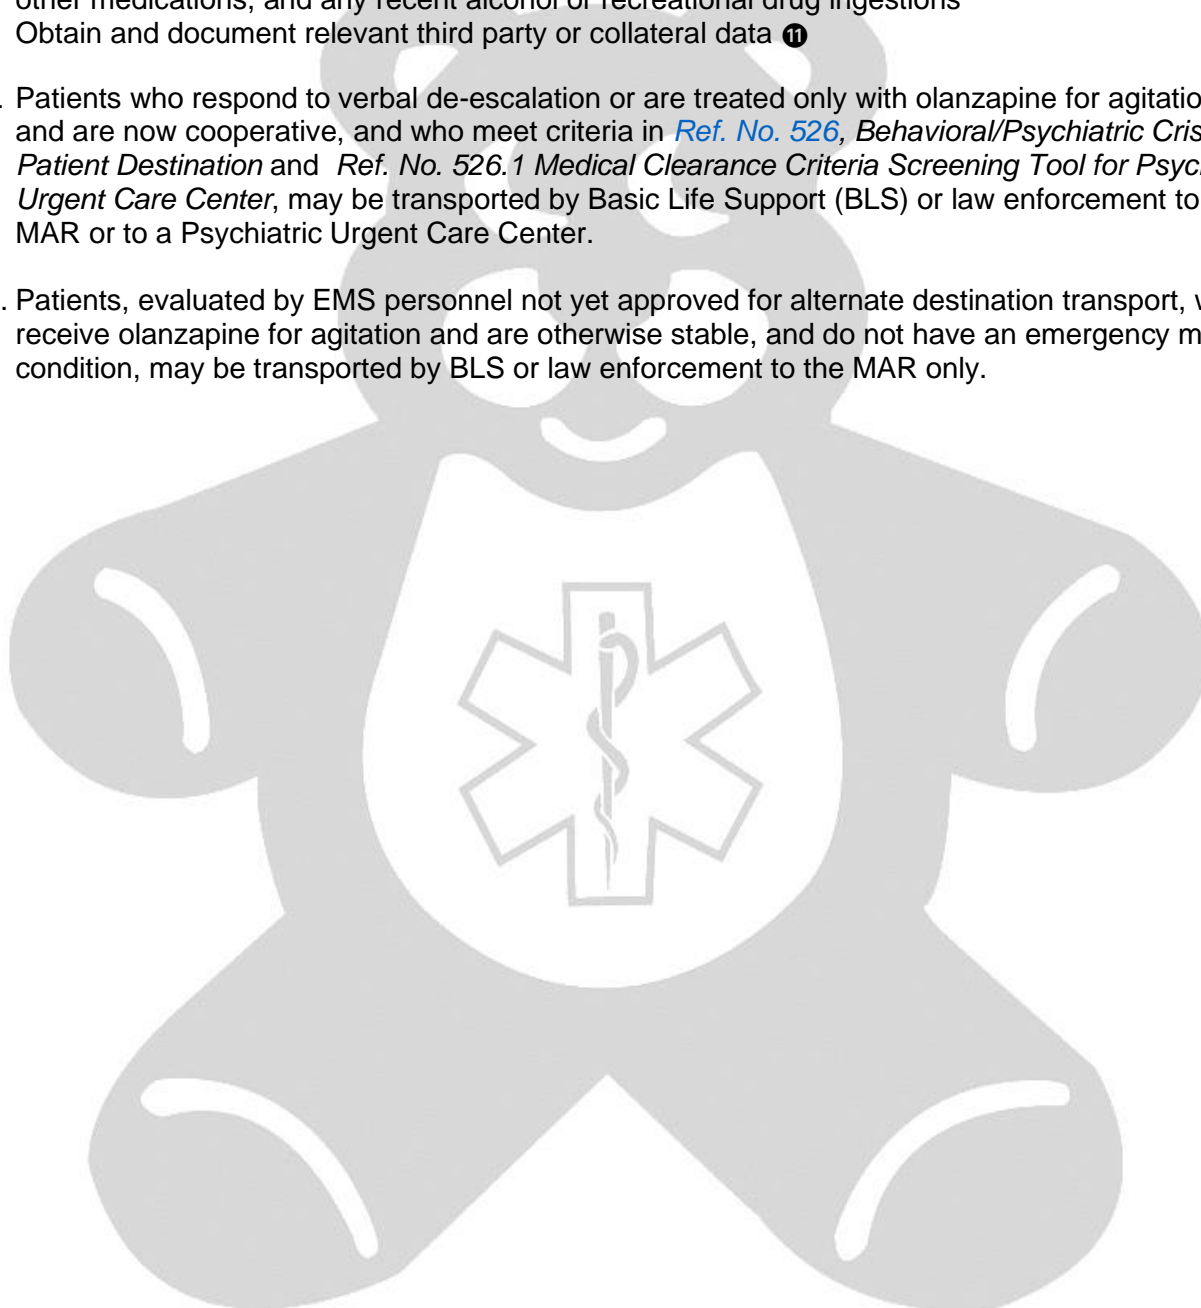 other medications, and any recent alcohol or recreational drug ingestions
Obtain and document relevant third party or collateral data ⓫
. Patients who respond to verbal de-escalation or are treated only with olanzapine for agitatio
and are now cooperative, and who meet criteria in Ref. No. 526, Behavioral/Psychiatric Cris
Patient Destination and Ref. No. 526.1 Medical Clearance Criteria Screening Tool for Psyc
Urgent Care Center, may be transported by Basic Life Support (BLS) or law enforcement to
MAR or to a Psychiatric Urgent Care Center.
. Patients, evaluated by EMS personnel not yet approved for alternate destination transport, w
receive olanzapine for agitation and are otherwise stable, and do not have an emergency m
condition, may be transported by BLS or law enforcement to the MAR only.